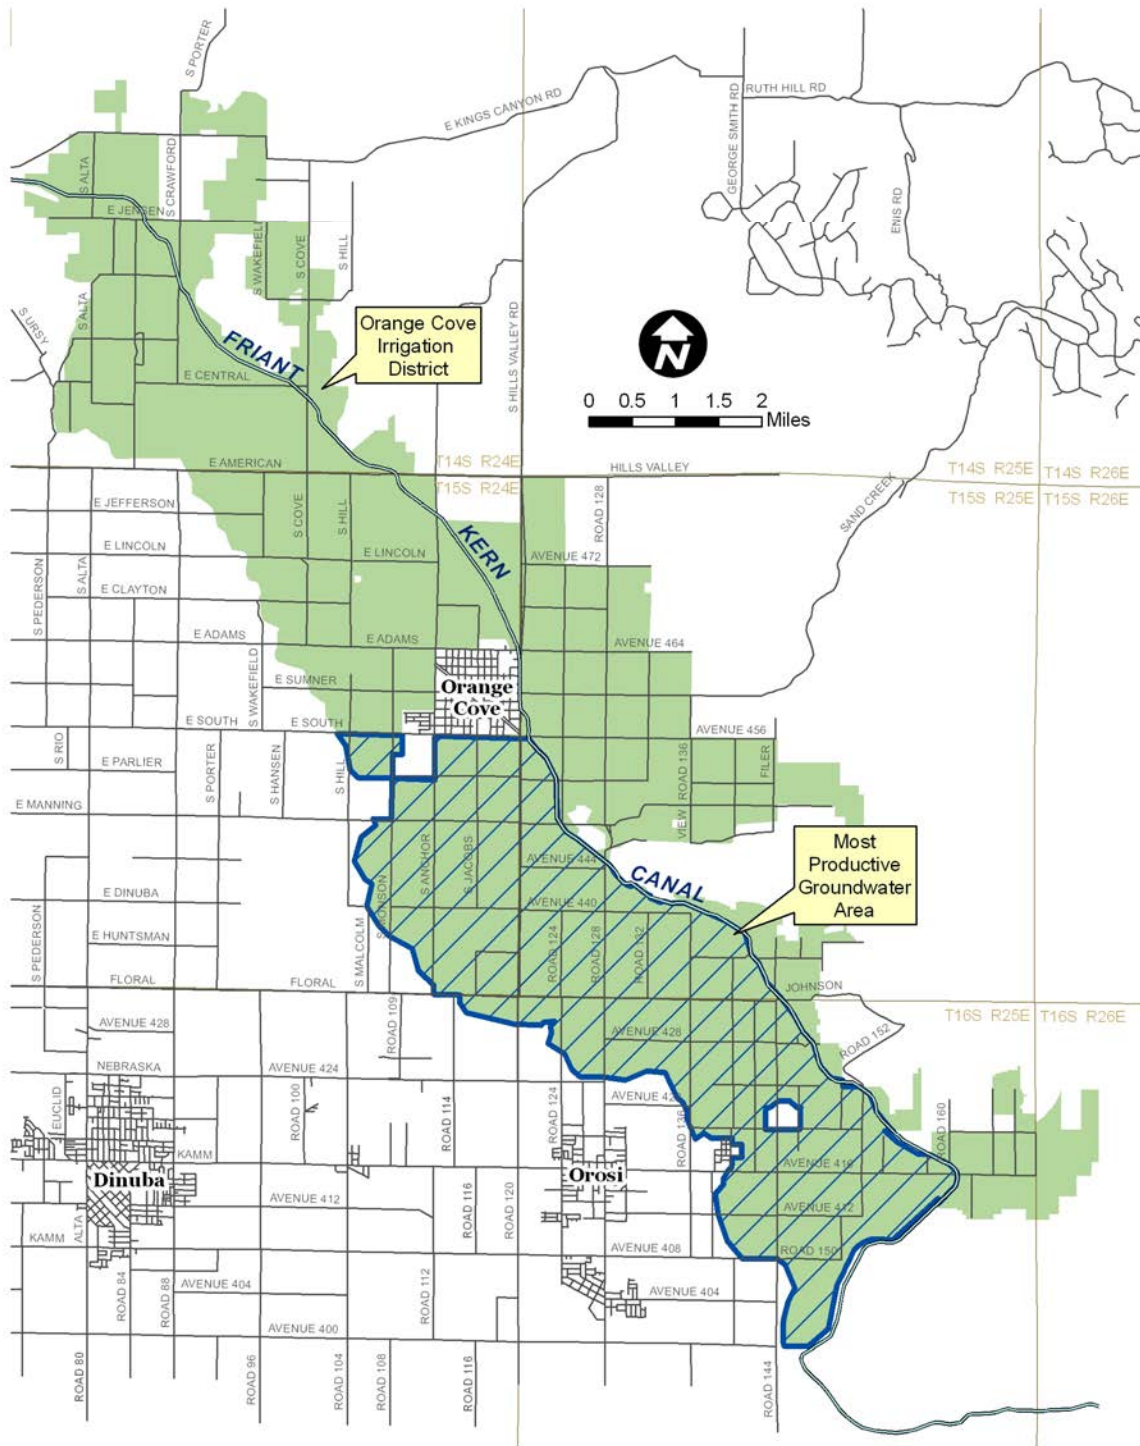 S PORTER
E KINGS CANYON RD
GEORGE SMITH RD
RUTH HILL RD
S ALTA
S CRAWFORD
E JENSEN
ENIS RD
S WAKEFIELD
S COVE
S HILL
S URSY
S ALTA
FRIANT
Orange Cove
Irrigation
District
S HILLS VALLEY RD
N
E CENTRAL
0 0.5 1 1.5 2
Miles
E AMERICAN
T14S R24E
HILLS VALLEY
T14S R25E
T14S R26E
T15S R24E
T15S R25E
T15S R26E
E JEFFERSON
S COVE
S HILL
ROAD 128
SAND CREEK
KERN
E LINCOLN
E LINCOLN
AVENUE 472
S PEDERSON
S ALTA
E CLAYTON
E ADAMS
E ADAMS
AVENUE 464
S WAKEFIELD
E SUMNER
Orange
Cove
E SOUTH
E SOUTH
AVENUE 456
S RIO
E PARLIER
S PORTER
S HANSEN
S HILL
VIEW ROAD 136
FILER
E MANNING
Most
Productive
Groundwater
Area
S ANCHOR
S JACOBS
AVENUE 444
CANAL
E DINUBA
AVENUE 440
S PEDERSON
E HUNTSMAN
S MALCOLM
ROAD 124
ROAD 128
ROAD 132
FLORAL
FLORAL
JOHNSON
T16S R25E
T16S R26E
AVENUE 428
ROAD 109
AVENUE 428
ROAD 152
NEBRASKA
AVENUE 424
EUCLID
ROAD 100
ROAD 114
ROAD 124
ROAD 136
ROAD 160
KAMM
AVENUE 416
Dinuba
Orosi
AVENUE 412
ROAD 116
ROAD 120
AVENUE 412
KAMM
ALTA
AVENUE 408
ROAD 150
ROAD 84
ROAD 88
AVENUE 404
ROAD 112
AVENUE 404
AVENUE 400
ROAD 80
ROAD 96
ROAD 104
ROAD 108
ROAD 116
ROAD 144